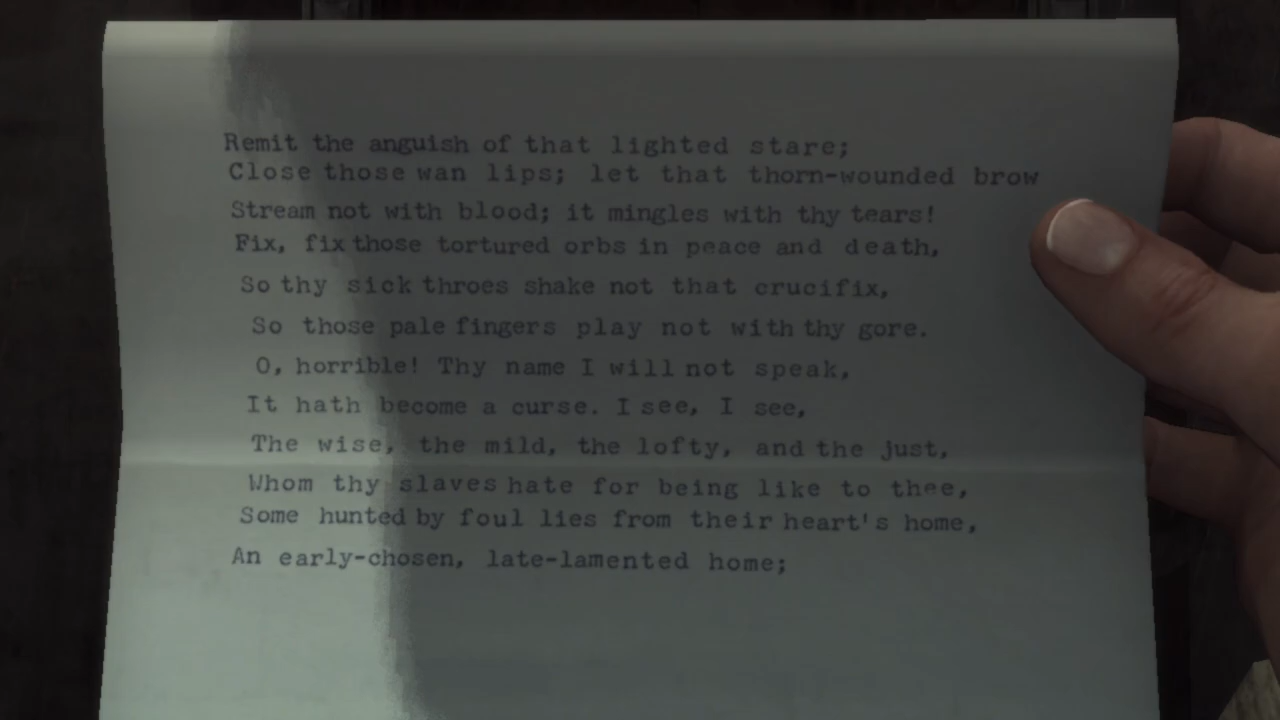 Remit the anguish of that lighted stare;
Close those wan lips; let that thorn-wounded brow
Stream not with blood; it mingles with thy tears!
Fix, fix those tortured orbs in peace and death,
So thy sick throes shake not that crucifix,
So those pale fingers play not with thy gore.
O, horrible! Thy name I will not speak,
It hath become a curse. I see, I see,
The wise, the mild, the lofty, and the just,
Whom thy slaves hate for being like to thee,
Some hunted by foul lies from their heart's home,
An early-chosen, late-lamented home;